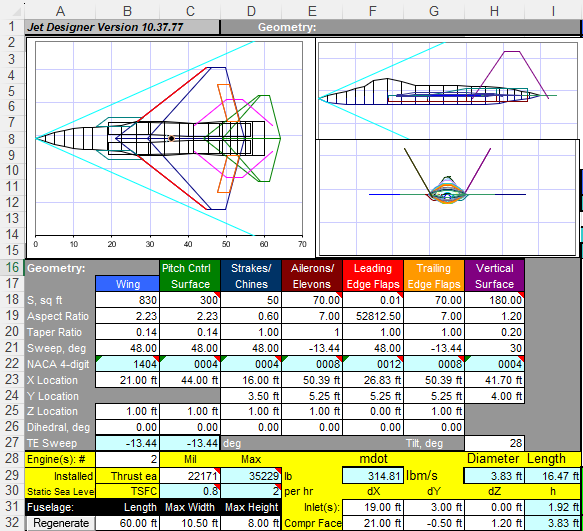 A B C D E F G H I
1 Jet Designer Version 10.37.77 Geometry:
2
3
4
5
6
7
8
9
10
11
12
13
14
15
0 10 20 30 40 50 60 70
16 Geometry: Pitch Cntrl Strakes/ Ailerons/ Leading Trailing Vertical
17 Wing Surface Chines Elevons Edge Flaps Edge Flaps Surface
18 S, sq ft 830 300 50 70.00 0.01 70.00 180.00
19 Aspect Ratio 2.23 2.23 0.60 7.00 52812.50 7.00 1.20
20 Taper Ratio 0.14 0.14 1.00 1 1.00 1.00 0.20
21 Sweep, deg 48.00 48.00 48.00 -13.44 48.00 -13.44 30
22 NACA 4-digit 1404 0004 0004 0008 0012 0008 0004
23 X Location 21.00 ft 44.00 ft 16.00 ft 50.39 ft 26.83 ft 50.39 ft 41.70 ft
24 Y Location 3.50 ft 5.25 ft 5.25 ft 5.25 ft 4.00 ft
25 Z Location 1.00 ft 1.00 ft 1.00 ft 1.00 ft 0.00 ft 1.00 ft
26 Dihedral, deg 0.00 0.00 0.00 0.00 0.00 0.00
27 TE Sweep -13.44 -13.44 deg Tilt, deg 28
28 Engine(s): # 2 Mil Max mdot Diameter Length
29 Installed Thrust ea 22171 35229 lb 314.81 lbm/s 3.83 ft 16.47 ft
30 Static Sea Level TSFC 0.8 2 per hr dX dY dZ h
31 Fuselage: Length Max Width Max Height Inlet(s): 19.00 ft 3.00 ft 0.00 ft 1.92 ft
32 Regenerate 60.00 ft 10.50 ft 8.00 ft Compr Face 21.00 ft -0.50 ft 1.20 ft 3.83 ft